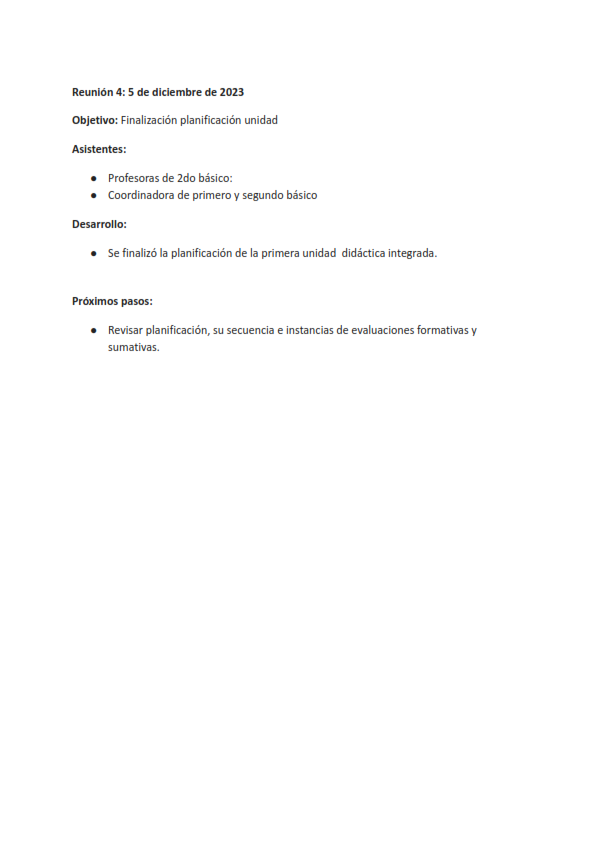 Reunión 4: 5 de diciembre de 2023
Objetivo: Finalización planificación unidad
Asistentes:
● Profesoras de 2do básico:
● Coordinadora de primero y segundo básico
Desarrollo:
● Se finalizó la planificación de la primera unidad  didáctica integrada.
Próximos pasos:
● Revisar planificación, su secuencia e instancias de evaluaciones formativas y
sumativas.